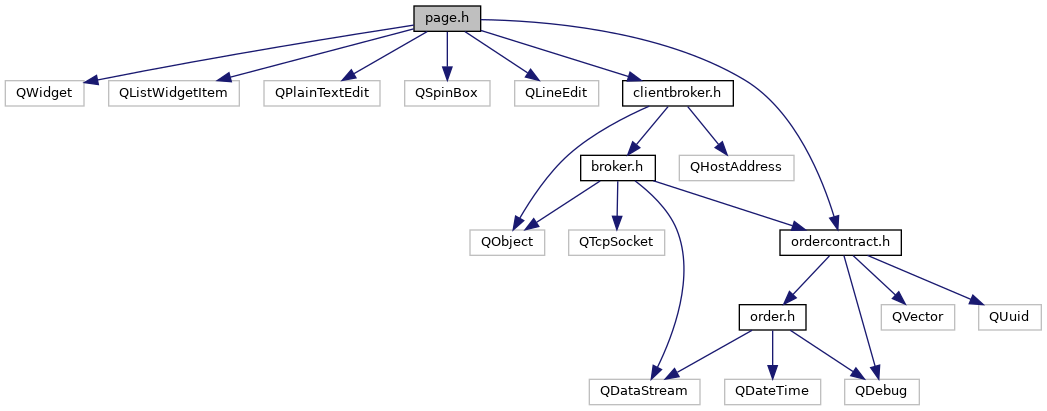 page.h
QWidget
QListWidgetItem
QPlainTextEdit
QSpinBox
QLineEdit
clientbroker.h
broker.h
QHostAddress
QObject
QTcpSocket
ordercontract.h
order.h
QVector
QUuid
QDataStream
QDateTime
QDebug